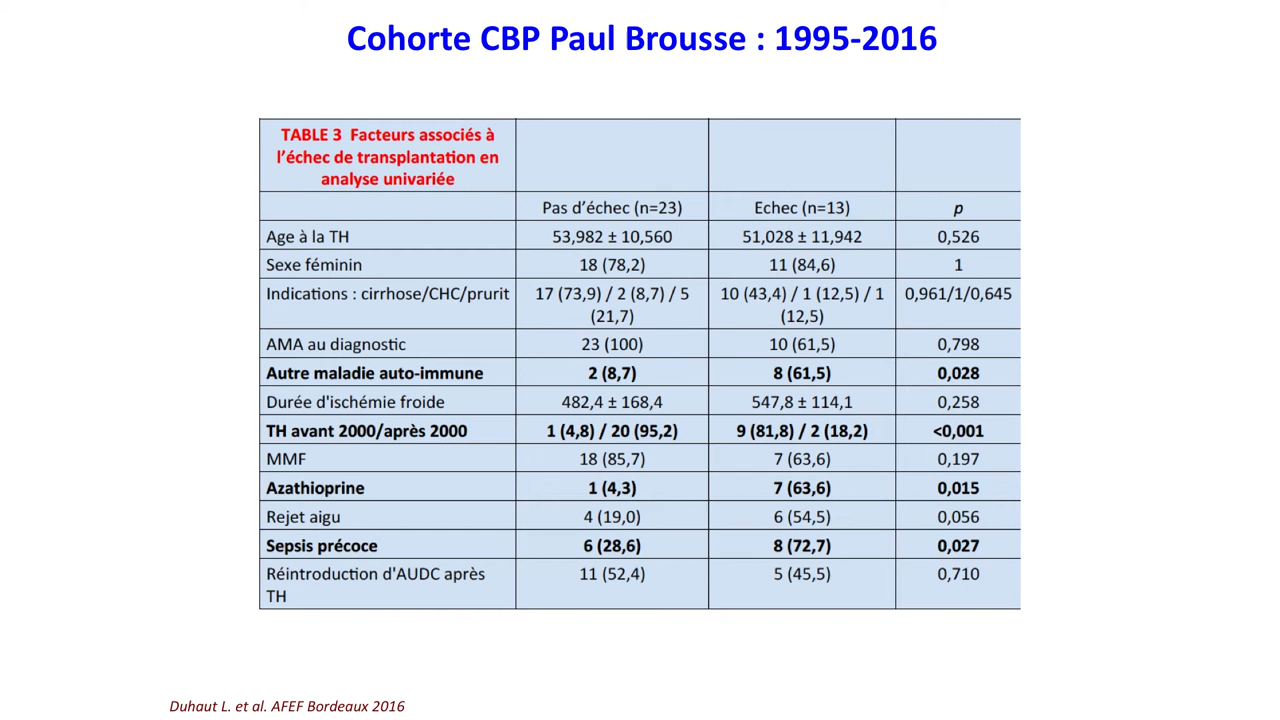 Cohorte CBP Paul Brousse : 1995-2016
TABLE 3 Facteurs associés à
l'échec de transplantation en
analyse univariée
Pas d'échec (n=23) Echec (n=13) p
Age à la TH 53,982 ± 10,560 51,028 ± 11,942 0,526
Sexe féminin 18 (78,2) 11 (84,6) 1
Indications : cirrhose/CHC/prurit 17 (73,9) / 2 (8,7) / 5 10 (43,4) / 1 (12,5) / 1 0,961/1/0,645
(21,7) (12,5)
AMA au diagnostic 23 (100) 10 (61,5) 0,798
Autre maladie auto-immune 2 (8,7) 8 (61,5) 0,028
Durée d'ischémie froide 482,4 ± 168,4 547,8 ± 114,1 0,258
TH avant 2000/après 2000 1 (4,8) / 20 (95,2) 9 (81,8) / 2 (18,2) <0,001
MMF 18 (85,7) 7 (63,6) 0,197
Azathioprine 1 (4,3) 7 (63,6) 0,015
Rejet aigu 4 (19,0) 6 (54,5) 0,056
Sepsis précoce 6 (28,6) 8 (72,7) 0,027
Réintroduction d'AUDC après 11 (52,4) 5 (45,5) 0,710
TH
Duhaut L. et al. AFEF Bordeaux 2016